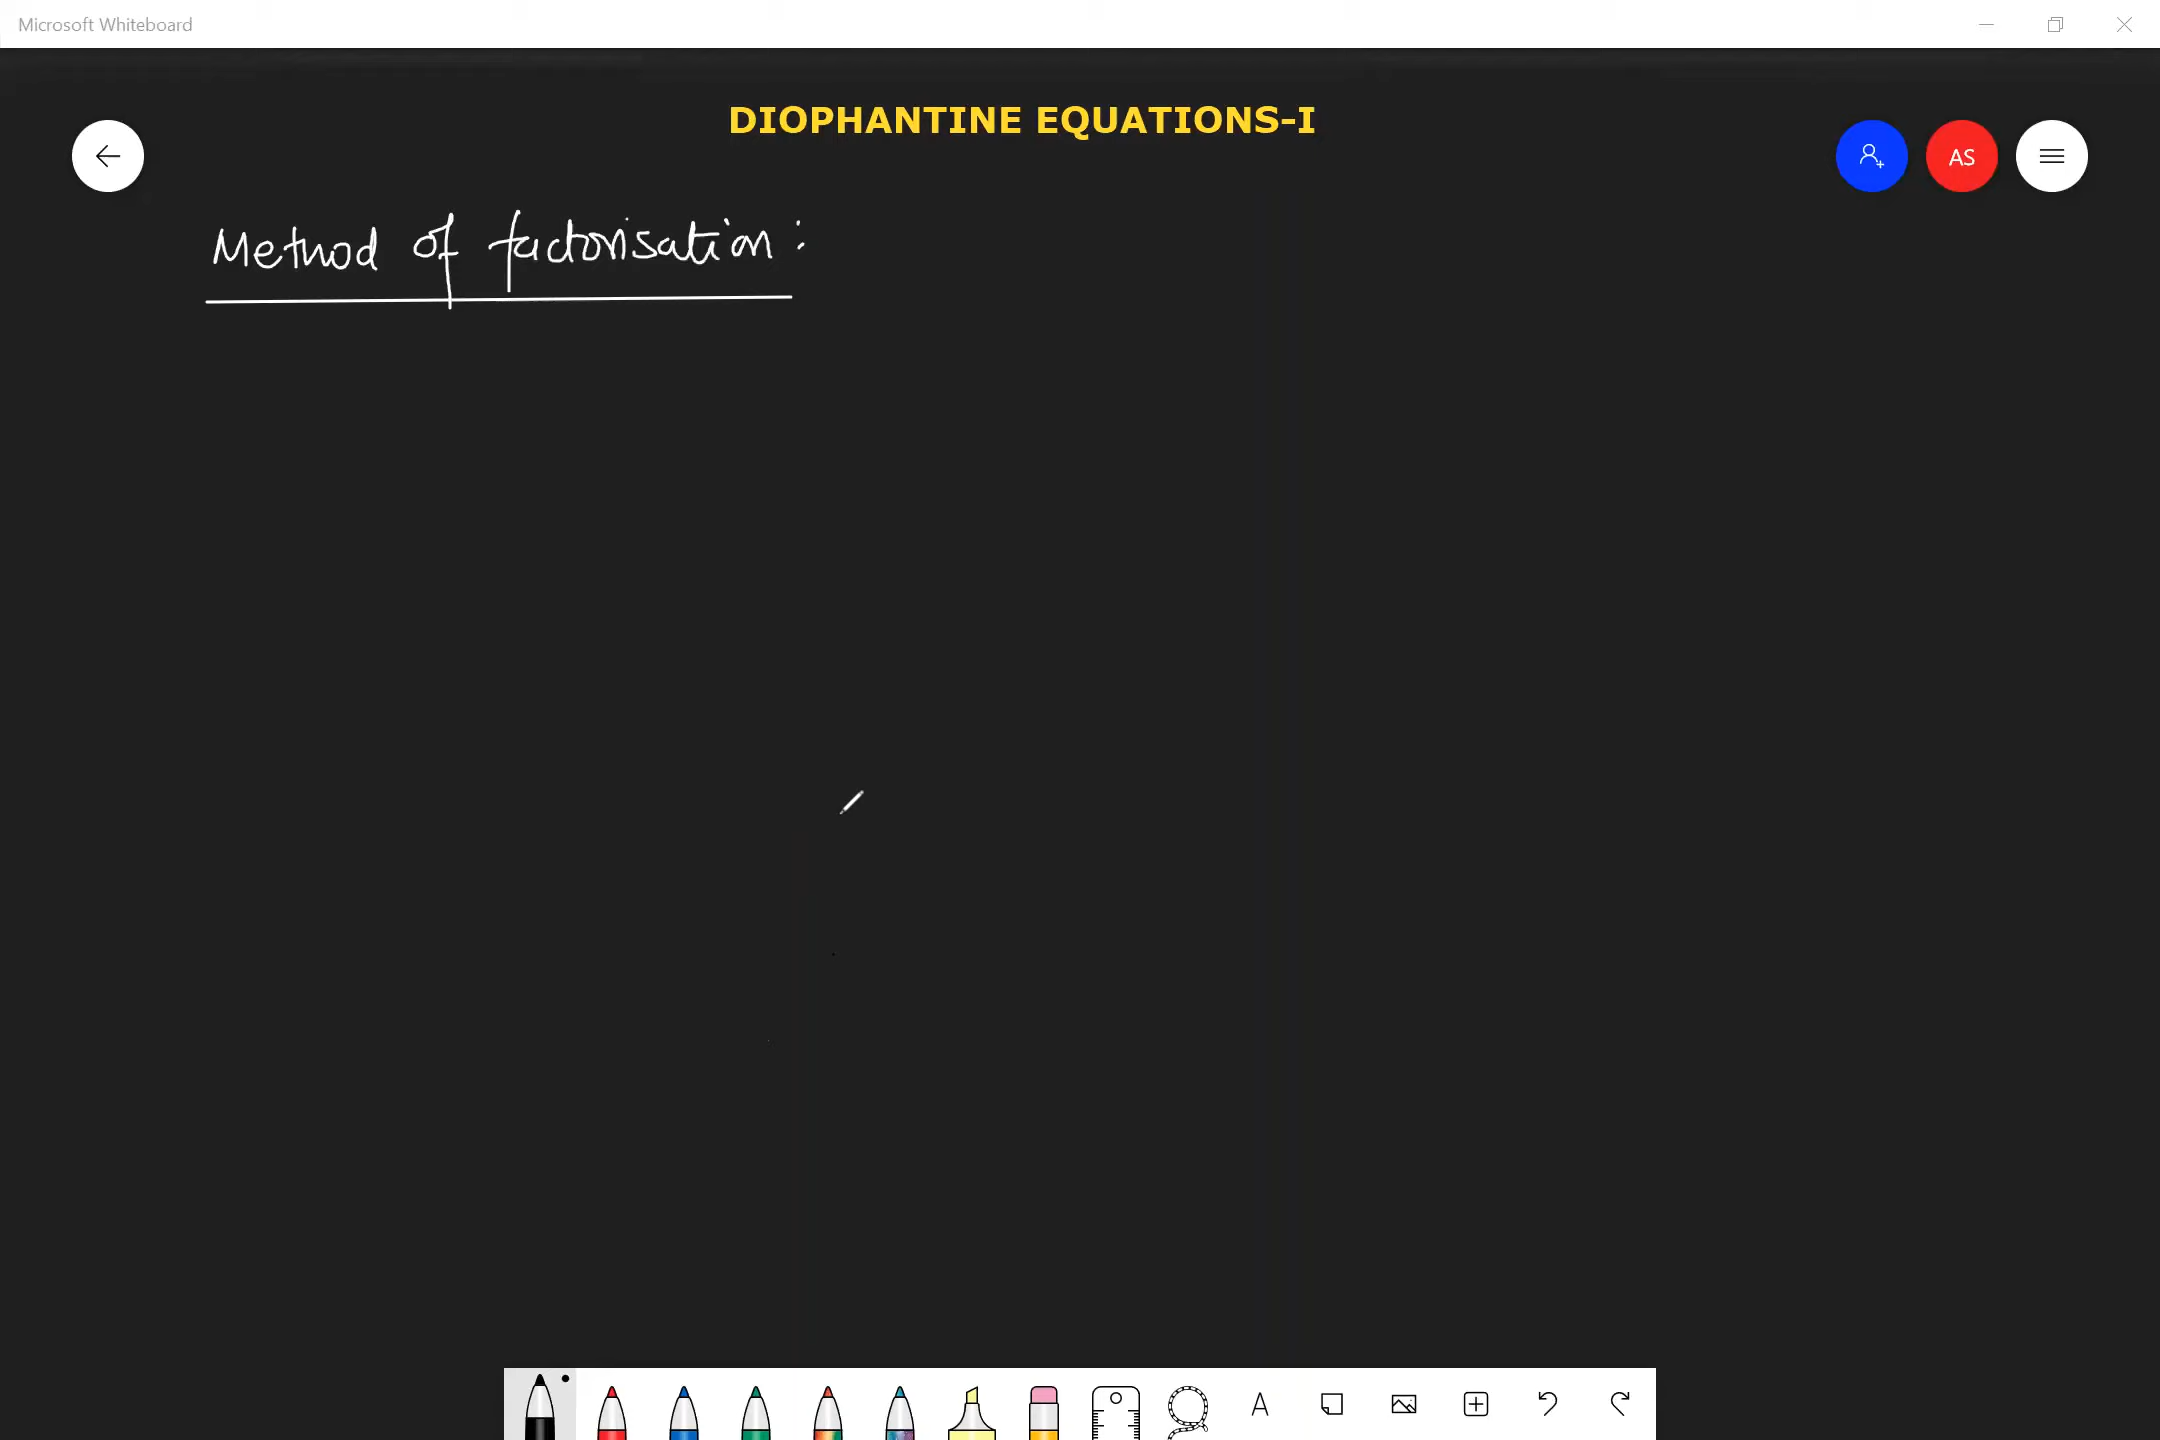 Microsoft Whiteboard
DIOPHANTINE EQUATIONS-I
AS
Method of factorisation:
A